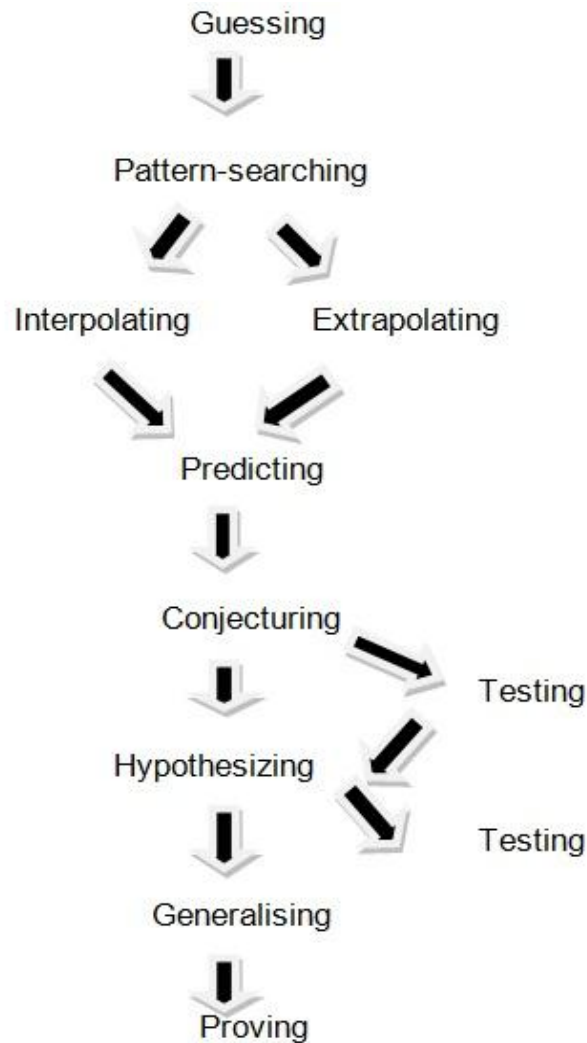 Guessing
Pattern-searching
Interpolating
Extrapolating
Predicting
Conjecturing
Testing
Hypothesizing
Testing
Generalising
Proving